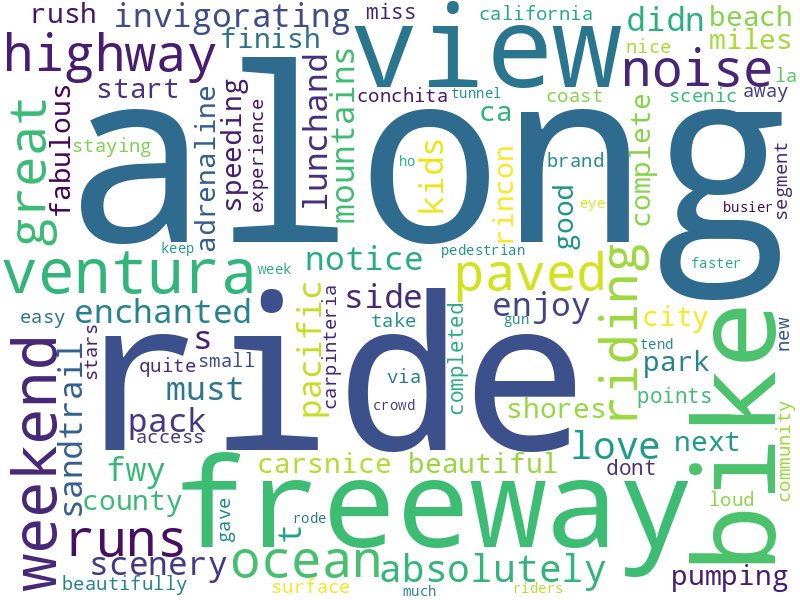 rush
invigorating
miss
california
didn
beach
highway
finish
view
nice
miles
noise
la
start
mountains
conchita
tunnel
coast
scenic
away
great
fabulous
staying
adrenaline
speeding
experience
lunchand
along
ho
kids
ca
rincon
brand
good
eye
complete
segment
busier
keep
week
pedestrian
faster
ventura
notice
paved
riding
easy
enchanted
pacific
carpinteria
side
enjoy
city
new
stars
s
take
gun
tend
ride
quite
small
must
via
completed
park
bike
weekend
sandtrail
pack
access
crowd
shores
points
love
next
community
fwy
carsnice
beautiful
dont
county
gave
freeway
loud
rode
t
runs
scenery
ocean
absolutely
pumping
beautifully
surface
much
riders